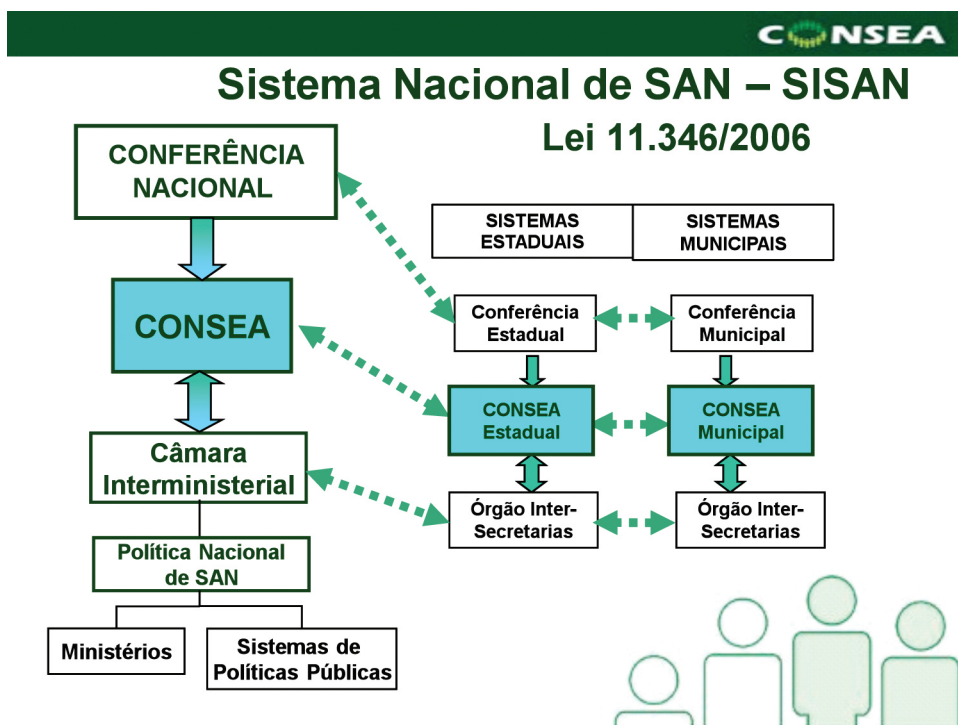 CONSEA
Sistema Nacional de SAN – SISAN
Lei 11.346/2006
CONFERÊNCIA
NACIONAL
CONSEA
Câmara
Interministerial
Política Nacional
de SAN
Ministérios
Sistemas de
Políticas Públicas
SISTEMAS
ESTADUAIS
SISTEMAS
MUNICIPAIS
Conferência
Estadual
Conferência
Municipal
CONSEA
Estadual
CONSEA
Municipal
Órgão Inter-
Secretarias
Órgão Inter-
Secretarias